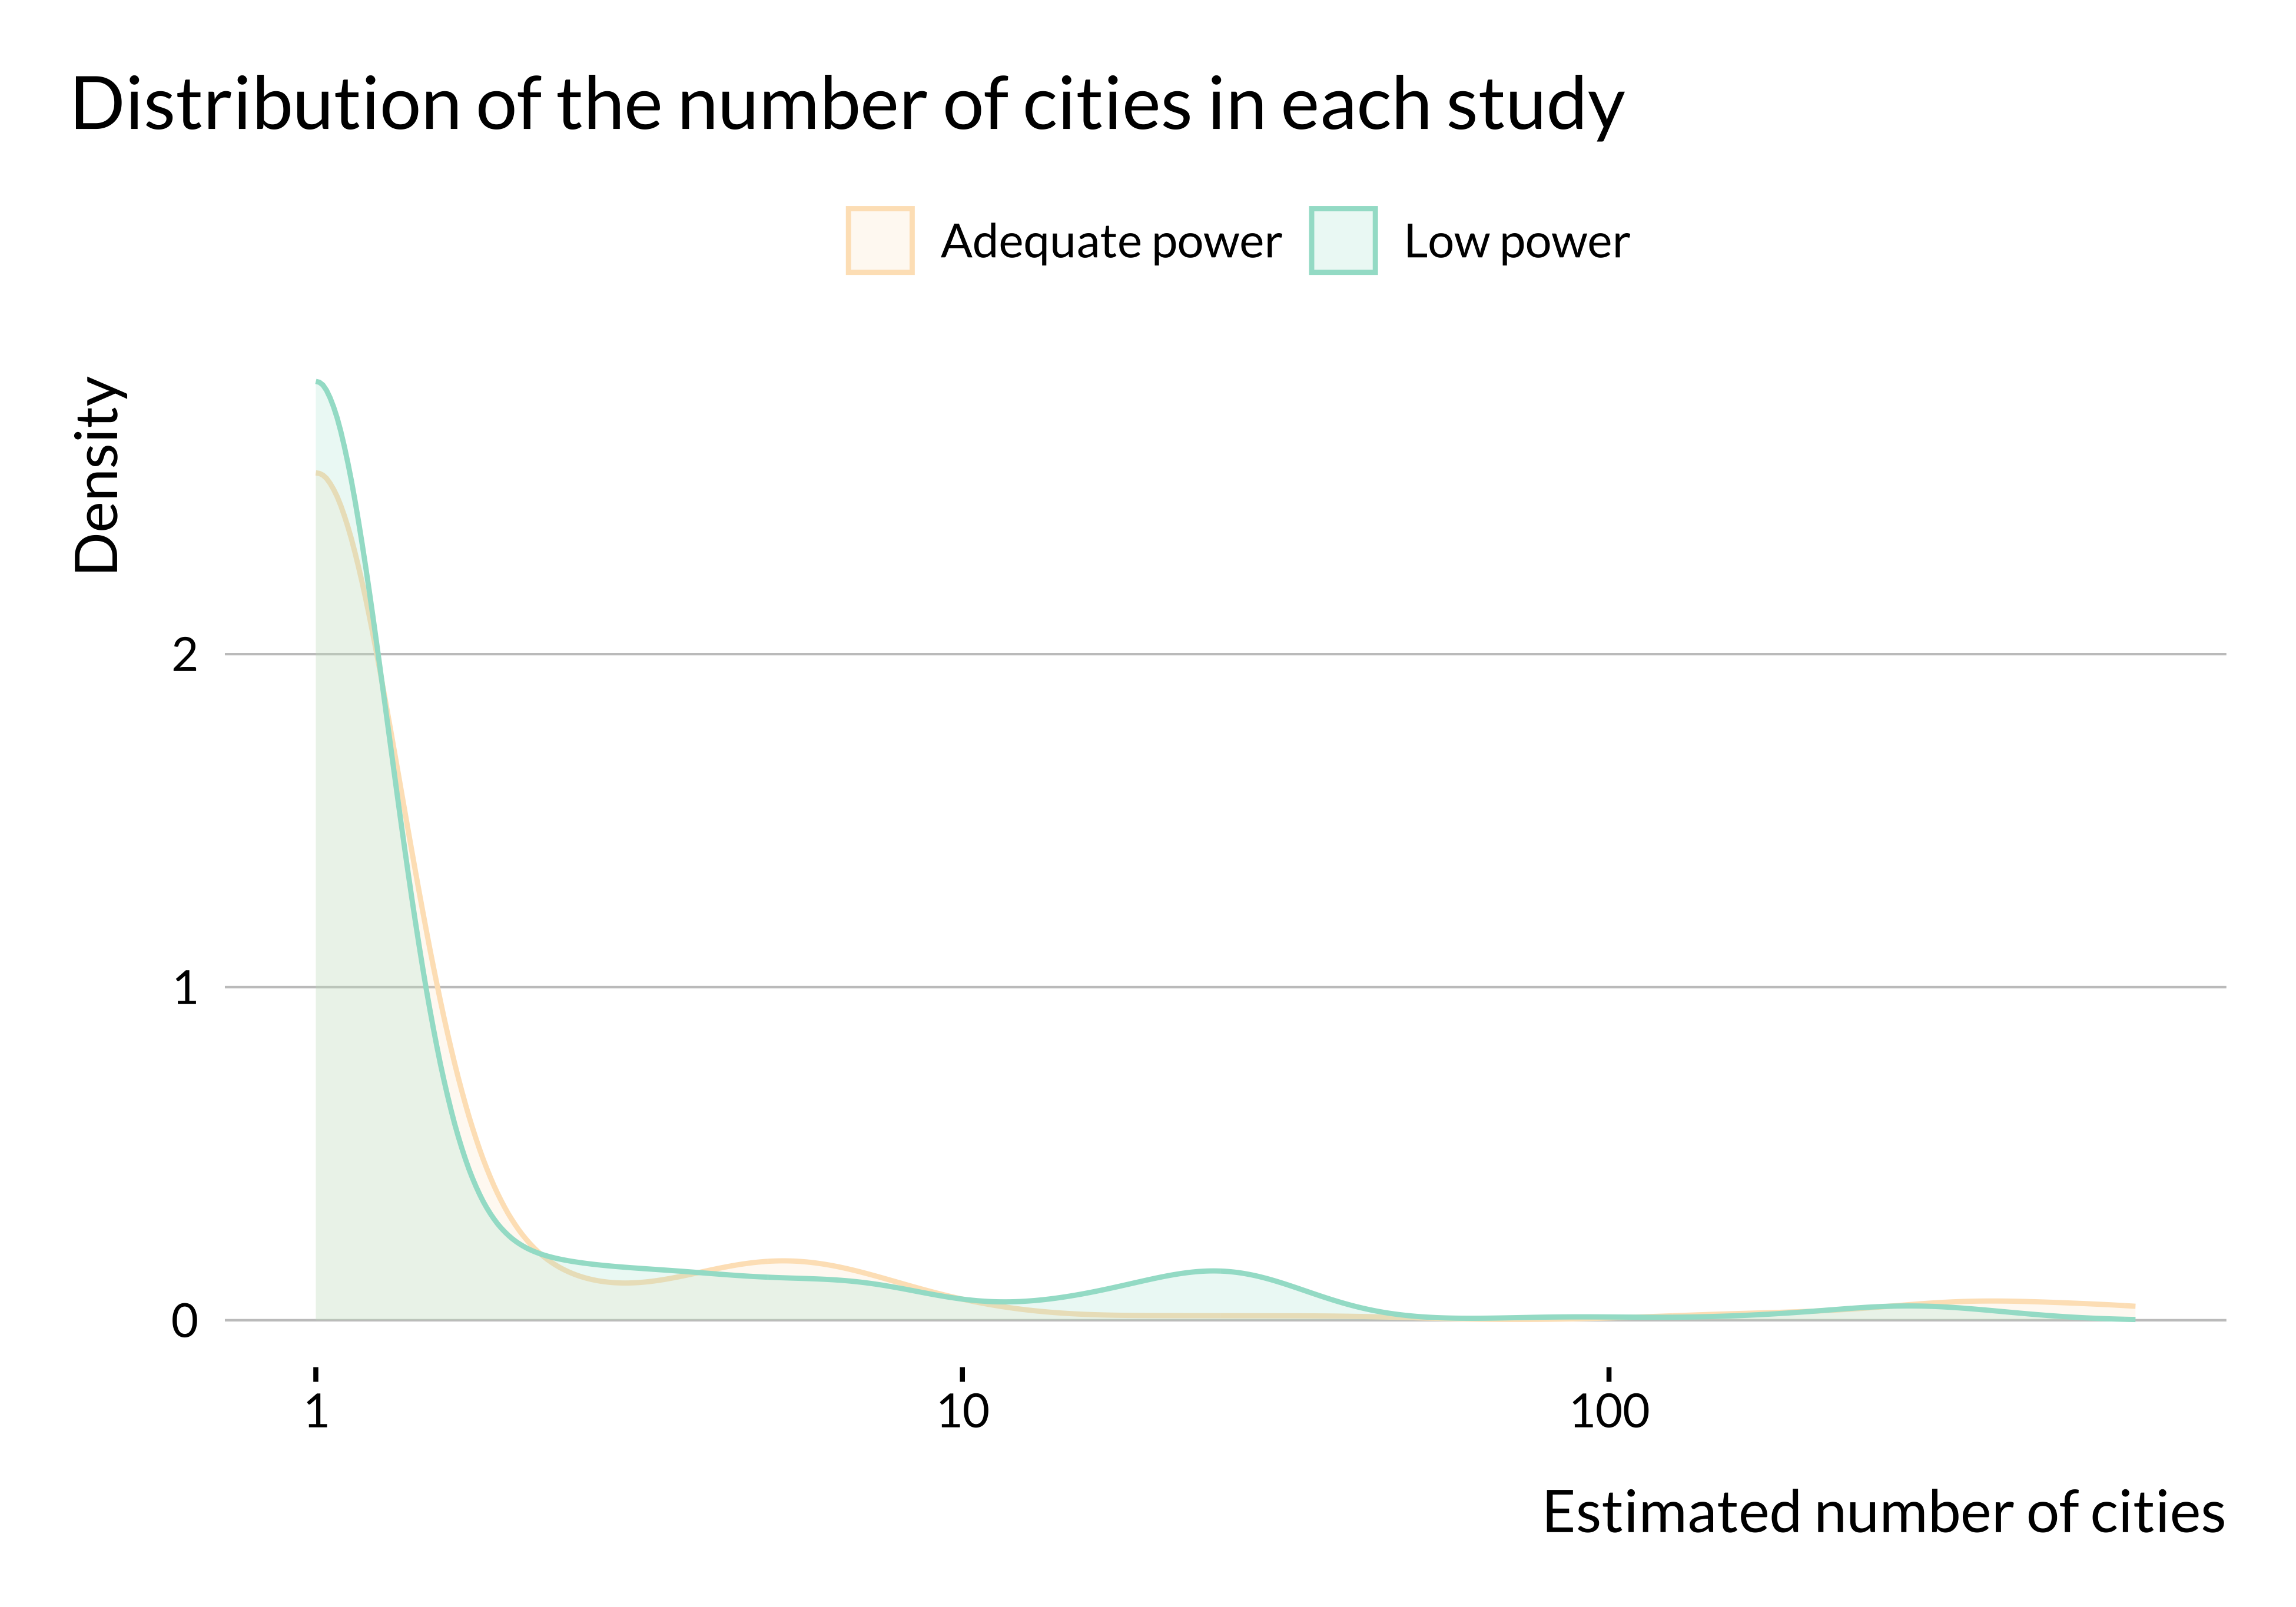 Distribution of the number of cities in each study
Adequate power Low power
Density
2
1
0
1 10 100
Estimated number of cities